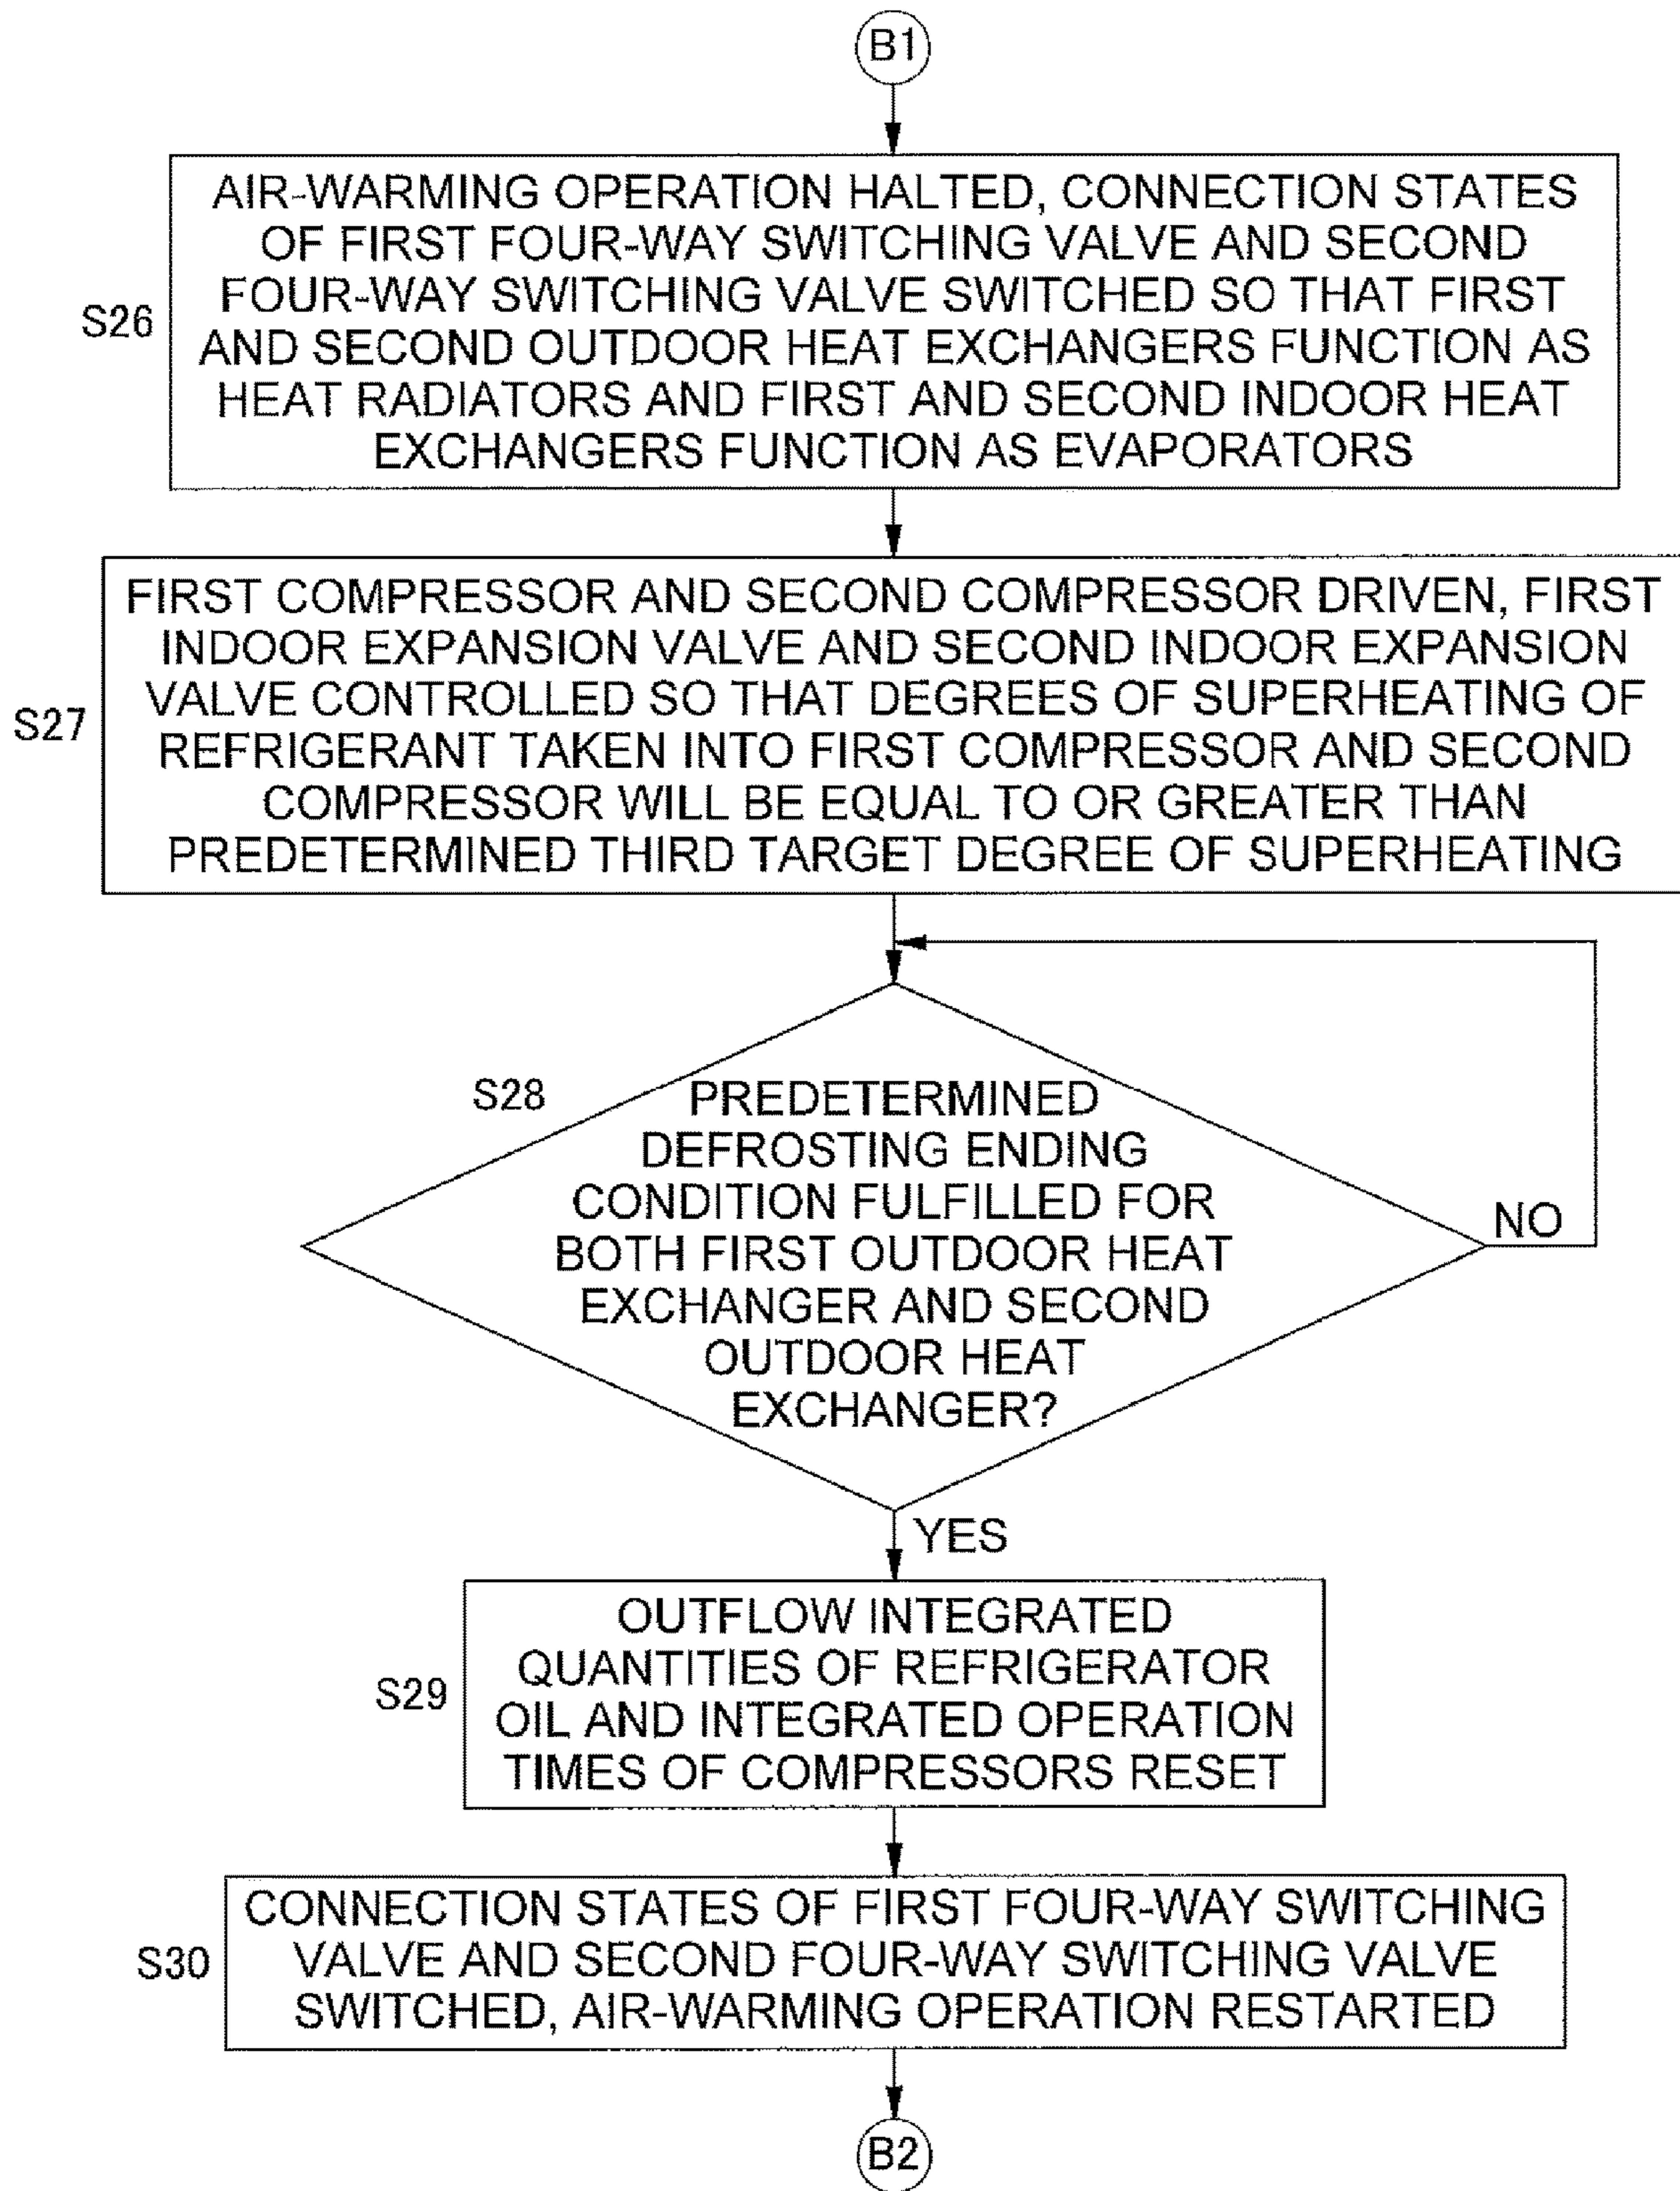 B1
AIR-WARMING OPERATION HALTED, CONNECTION STATES
OF FIRST FOUR-WAY SWITCHING VALVE AND SECOND
FOUR-WAY SWITCHING VALVE SWITCHED SO THAT FIRST
AND SECOND OUTDOOR HEAT EXCHANGERS FUNCTION AS
HEAT RADIATORS AND FIRST AND SECOND INDOOR HEAT
EXCHANGERS FUNCTION AS EVAPORATORS
S26
FIRST COMPRESSOR AND SECOND COMPRESSOR DRIVEN, FIRST
INDOOR EXPANSION VALVE AND SECOND INDOOR EXPANSION
VALVE CONTROLLED SO THAT DEGREES OF SUPERHEATING OF
REFRIGERANT TAKEN INTO FIRST COMPRESSOR AND SECOND
COMPRESSOR WILL BE EQUAL TO OR GREATER THAN
PREDETERMINED THIRD TARGET DEGREE OF SUPERHEATING
S27
S28
PREDETERMINED
DEFROSTING ENDING
CONDITION FULFILLED FOR
BOTH FIRST OUTDOOR HEAT
EXCHANGER AND SECOND
OUTDOOR HEAT
EXCHANGER?
NO
YES
OUTFLOW INTEGRATED
QUANTITIES OF REFRIGERATOR
OIL AND INTEGRATED OPERATION
TIMES OF COMPRESSORS RESET
S29
CONNECTION STATES OF FIRST FOUR-WAY SWITCHING
VALVE AND SECOND FOUR-WAY SWITCHING VALVE
SWITCHED, AIR-WARMING OPERATION RESTARTED
S30
B2